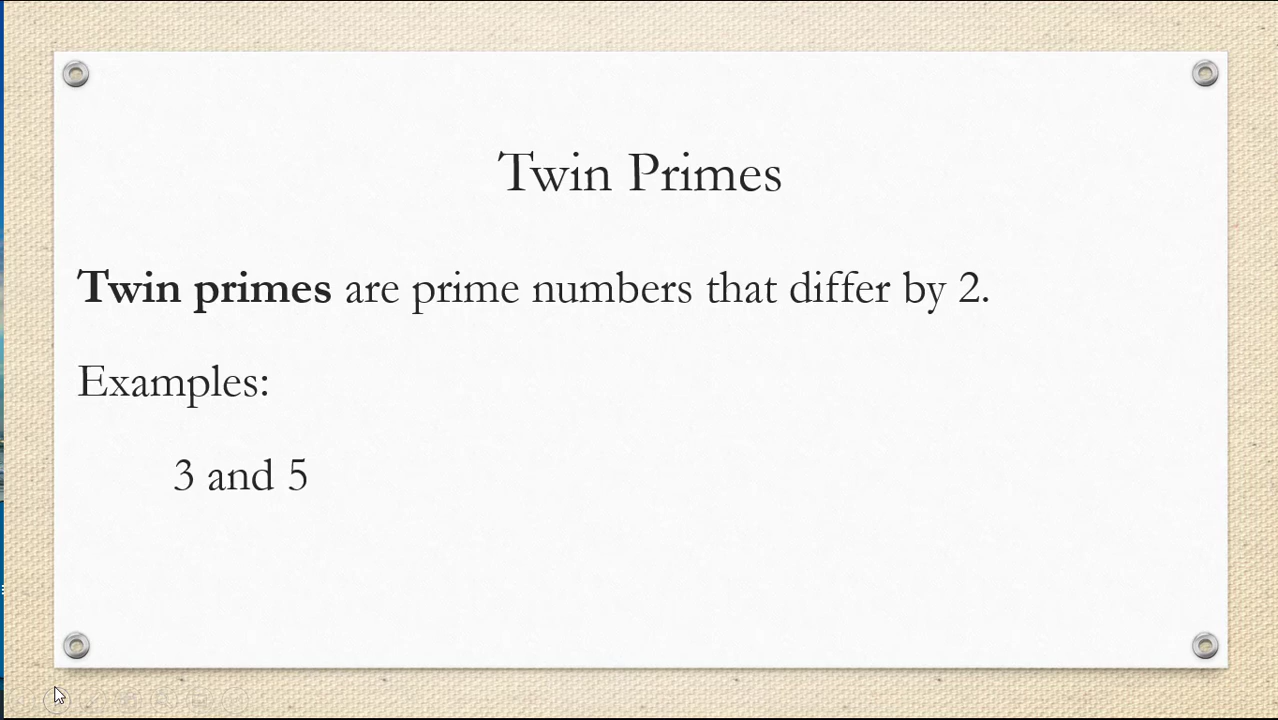 Twin Primes
Twin primes are prime numbers that differ by 2.
Examples:
3 and 5